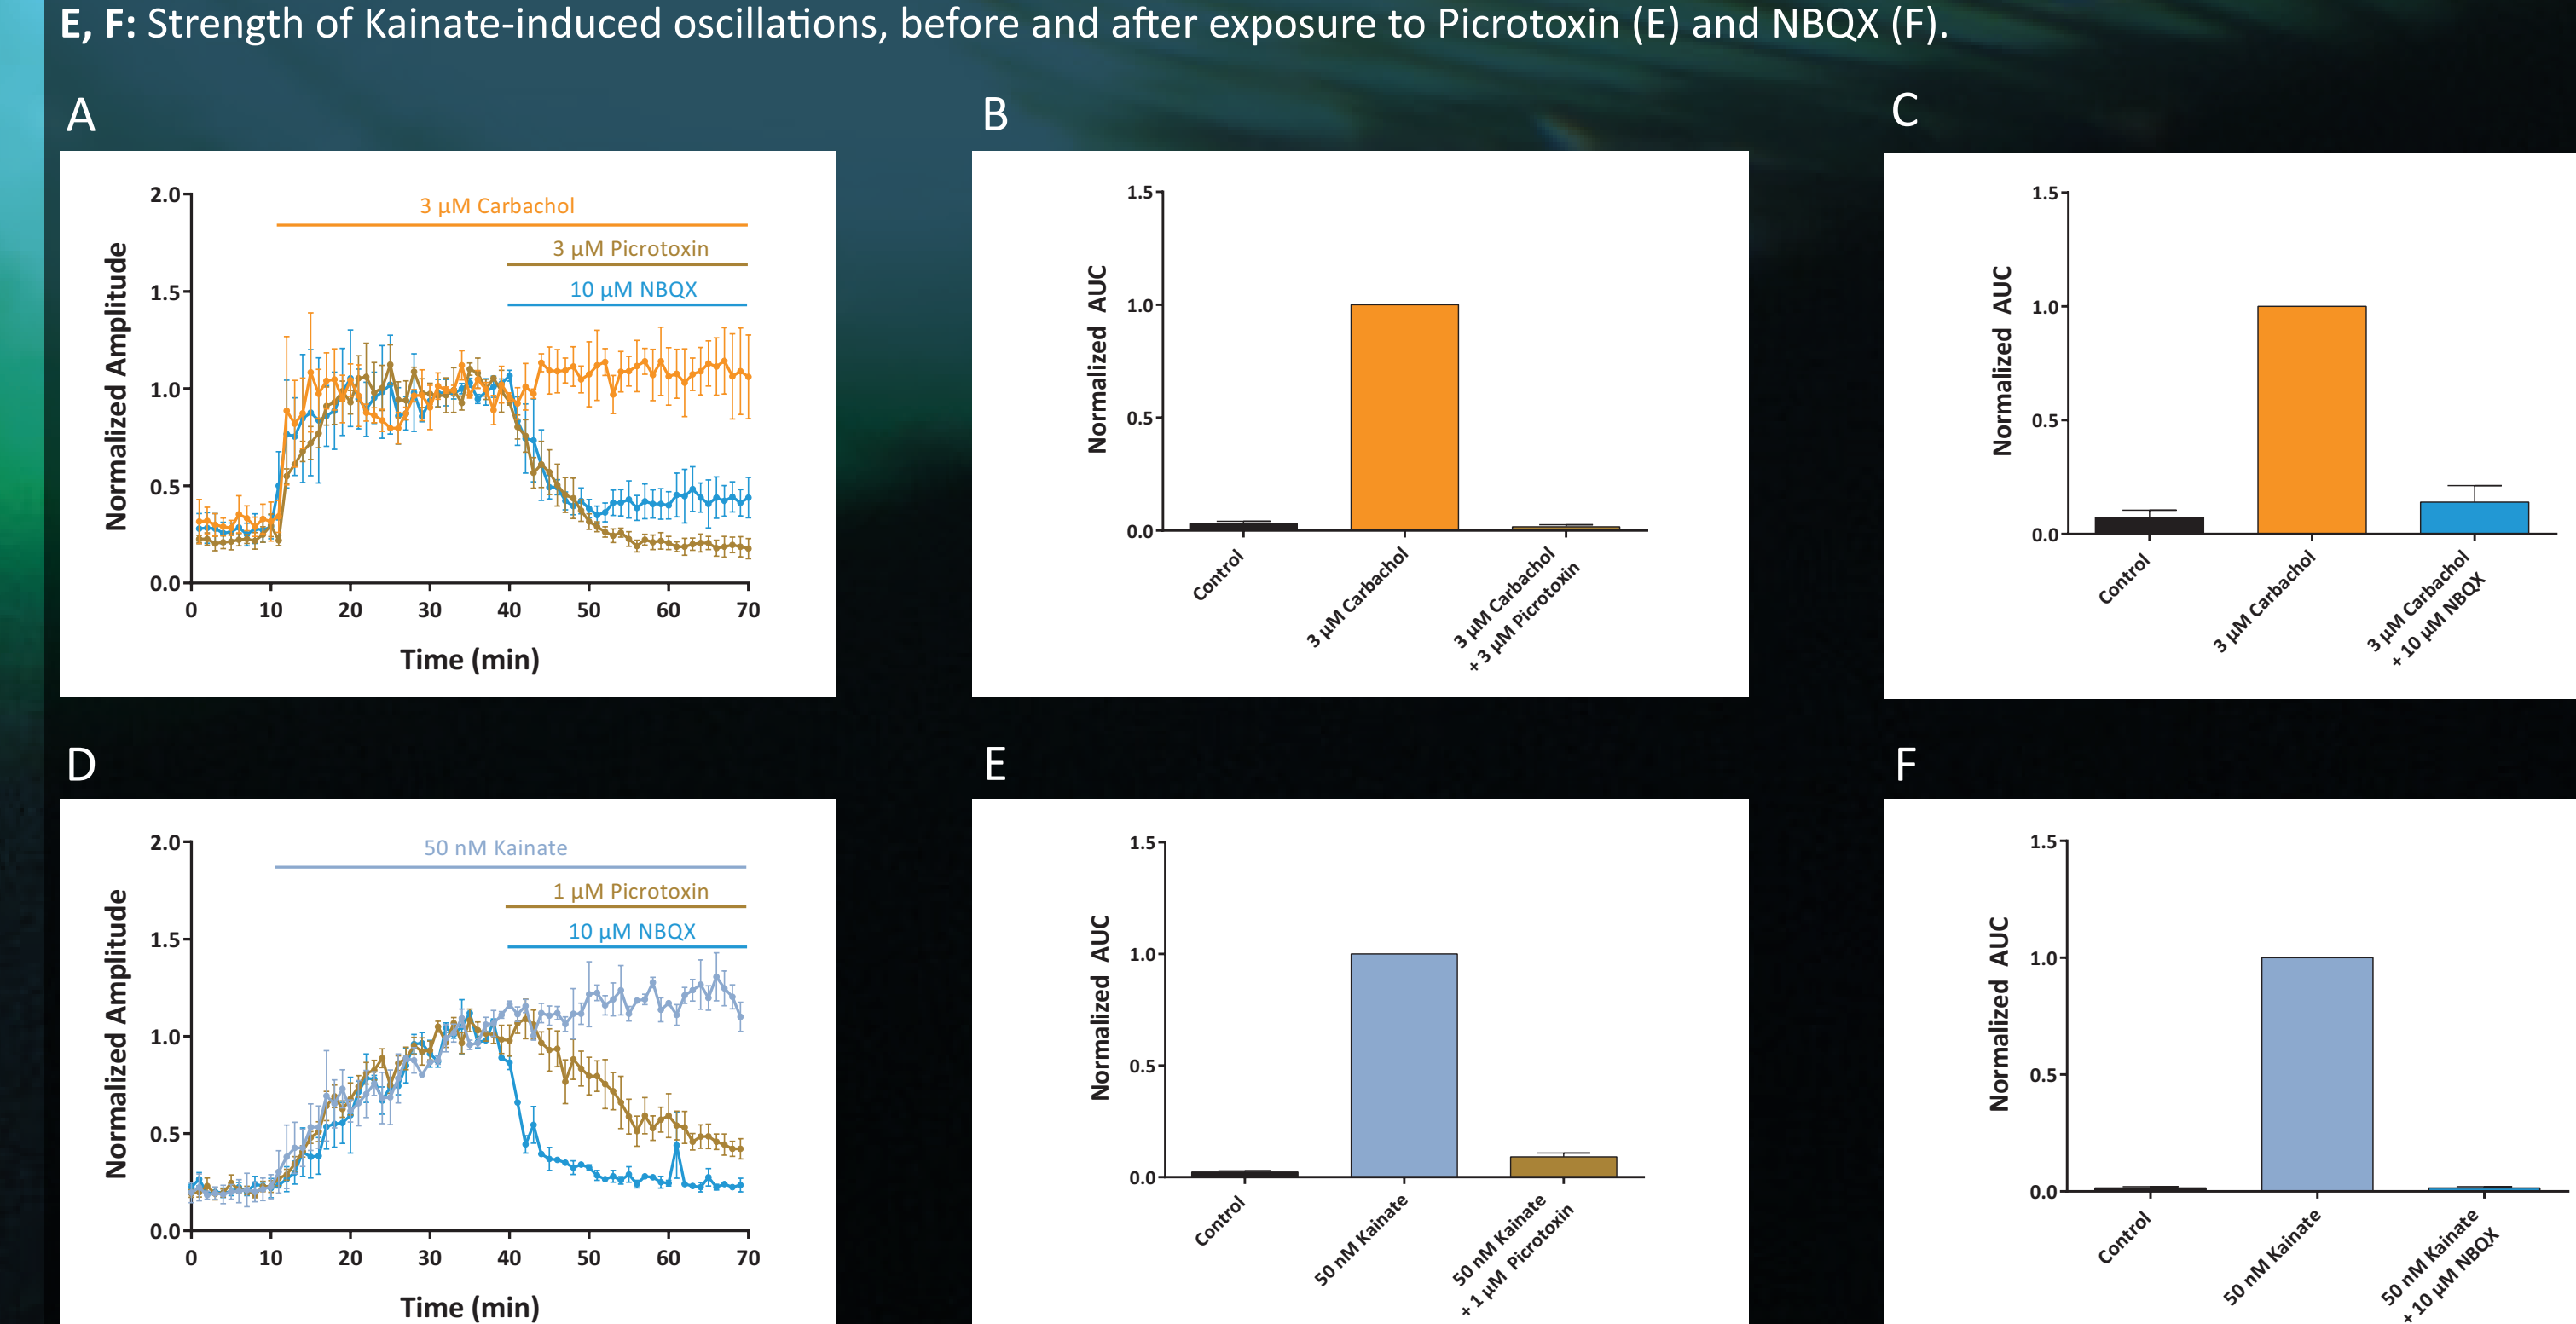 E, F: Strength of Kainate-induced oscillations, before and after exposure to Picrotoxin (E) and NBQX (F).
A
2.0
1.5
1.0
0.5
0.0
Normalized Amplitude
3 µM Carbachol
3 µM Picrotoxin
10 µM NBQX
0 10 20 30 40 50 60 70
Time (min)
B
1.5
1.0
0.5
0.0
Normalized AUC
Control
3 µM Carbachol
3 µM Carbachol
+ 3 µM Picrotoxin
C
1.5
1.0
0.5
0.0
Normalized AUC
Control
3 µM Carbachol
3 µM Carbachol
+ 10 µM NBQX
D
2.0
1.5
1.0
0.5
0.0
Normalized Amplitude
50 nM Kainate
1 µM Picrotoxin
10 µM NBQX
0 10 20 30 40 50 60 70
Time (min)
E
1.5
1.0
0.5
0.0
Normalized AUC
Control
50 nM Kainate
50 nM Kainate
+ 1 µM Picrotoxin
F
1.5
1.0
0.5
0.0
Normalized AUC
Control
50 nM Kainate
50 nM Kainate
+ 10 µM NBQX